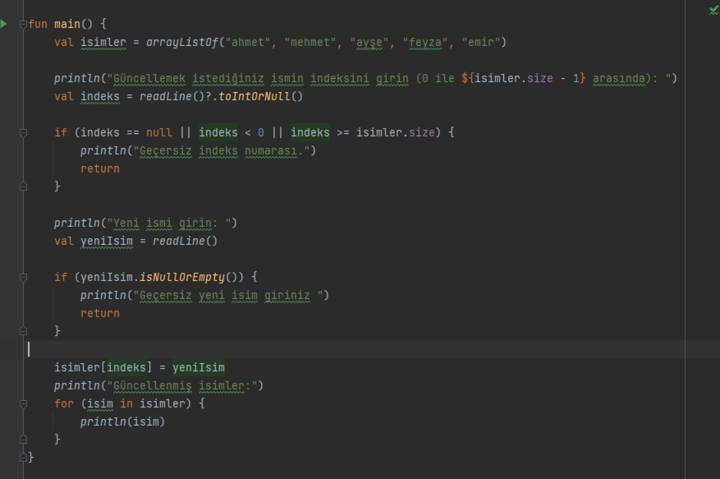 fun main() {
val isimler = arrayListOf("ahmet", "mehmet", "ayşe", "feyza", "emir")
println("Güncellemek istediğiniz ismin indeksini girin (0 ile ${isimler.size - 1} arasında): ")
val indeks = readLine()?.toIntOrNull()
if (indeks == null || indeks < 0 || indeks >= isimler.size) {
println("Geçersiz indeks numarası.")
return
}
println("Yeni ismi girin: ")
val yeniIsim = readLine()
if (yeniIsim.isNullOrEmpty()) {
println("Geçersiz yeni isim giriniz ")
return
}
isimler[indeks] = yeniIsim
println("Güncellenmiş isimler:")
for (isim in isimler) {
println(isim)
}
}